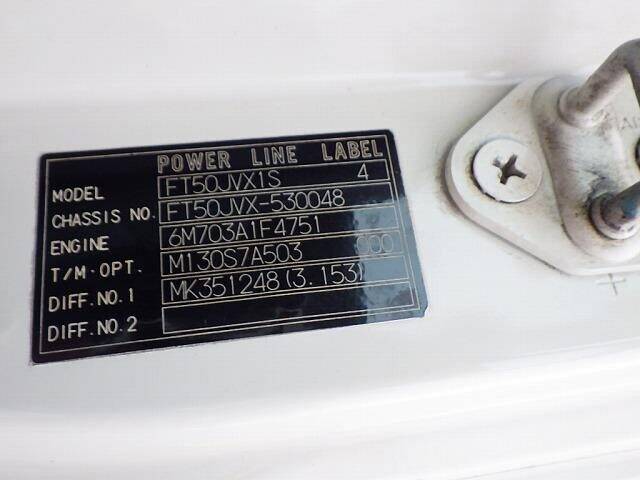 POWER LINE LABEL
MODEL FT50JVX1S 4
CHASSIS NO. FT50JVX-530048
ENGINE 6M703A1F4751
T/M·OPT. M130S7A503 000
DIFF.NO.1 MK351248(3.153)
DIFF.NO.2